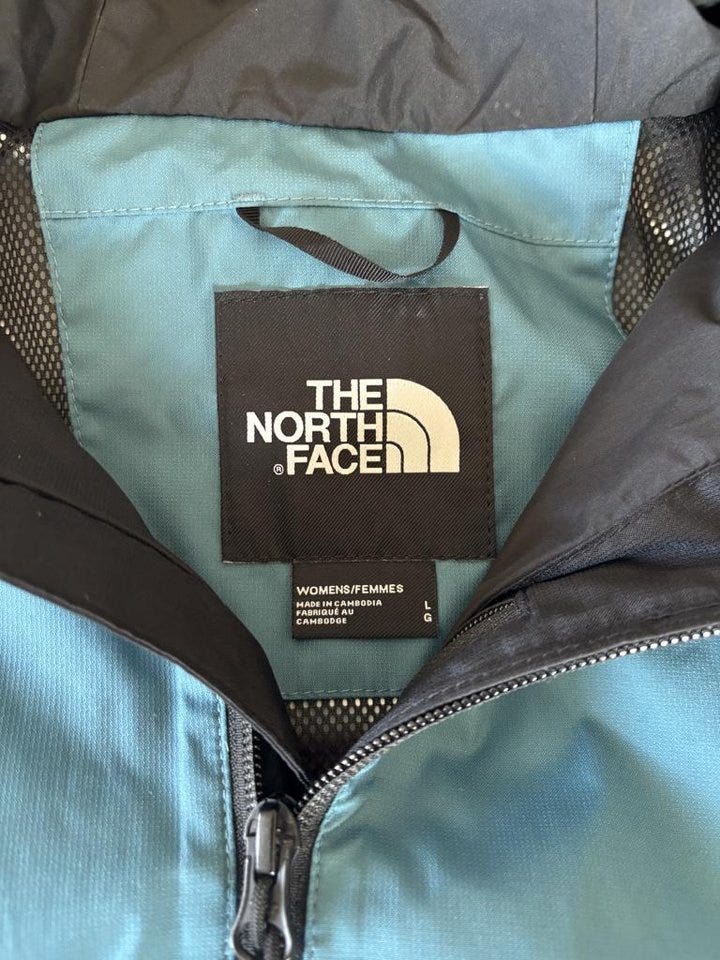 THE
NORTH
® FACE
WOMENS/FEMMES
MADE IN CAMBODIA
FABRIQUÉ AU
CAMBODGE
L
G